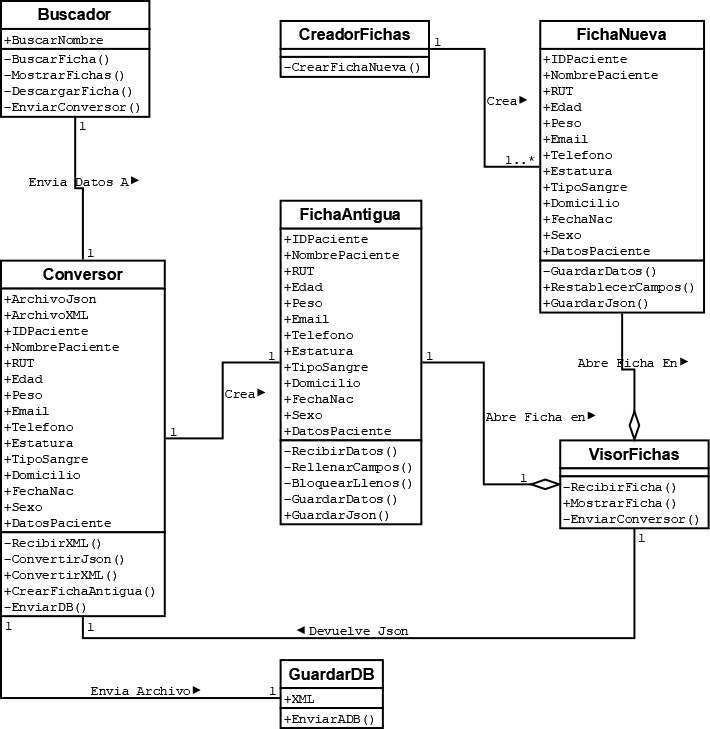 Buscador
+BuscarNombre
-BuscarFicha()
-MostrarFichas()
-DescargarFicha()
-EnviarConversor()
1
Envia Datos A
1
CreadorFichas
-CrearFichaNueva()
1
Crea
1..*
FichaNueva
+IDPaciente
+NombrePaciente
+RUT
+Edad
+Peso
+Email
+Telefono
+Estatura
+TipoSangre
+Domicilio
+FechaNac
+Sexo
+DatosPaciente
-GuardarDatos()
+RestablecerCampos()
+GuardarJson()
Abre Ficha En
Conversor
+ArchivoJson
+ArchivoXML
+IDPaciente
+NombrePaciente
+RUT
+Edad
+Peso
+Email
+Telefono
+Estatura
+TipoSangre
+Domicilio
+FechaNac
+Sexo
+DatosPaciente
-RecibirXML()
-ConvertirJson()
+ConvertirXML()
+CrearFichaAntigua()
-EnviarDB()
1
Crea
1
FichaAntigua
+IDPaciente
+NombrePaciente
+RUT
+Edad
+Peso
+Email
+Telefono
+Estatura
+TipoSangre
+Domicilio
+FechaNac
+Sexo
+DatosPaciente
-RecibirDatos()
-RellenarCampos()
-BloquearLlenos()
-GuardarDatos()
+GuardarJson()
1
Abre Ficha en
1
VisorFichas
-RecibirFicha()
+MostrarFicha()
-EnviarConversor()
1
Devuelve Json
1
1
Envia Archivo
1
GuardarDB
+XML
+EnviarADB()